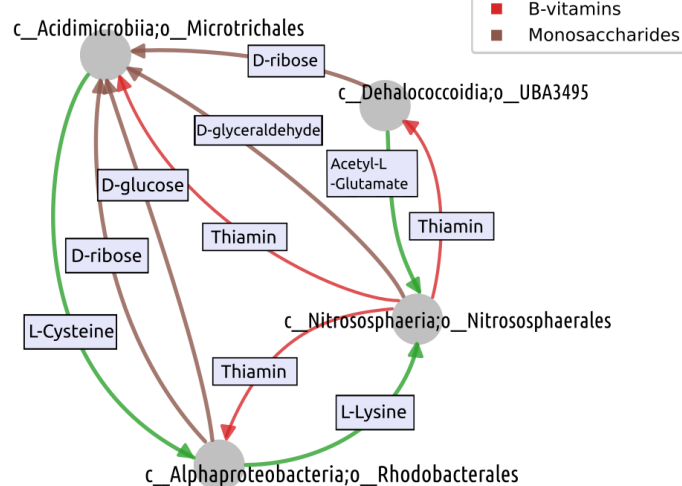 B-vitamins
Monosaccharides
c__Acidimicrobiia;o__Microtrichales
D-ribose
c__Dehalococcoidia;o__UBA3495
D-glyceraldehyde
Acetyl-L
-Glutamate
D-glucose
Thiamin
Thiamin
D-ribose
c__Nitrososphaeria;o__Nitrososphaerales
L-Cysteine
Thiamin
L-Lysine
c__Alphaproteobacteria;o__Rhodobacterales